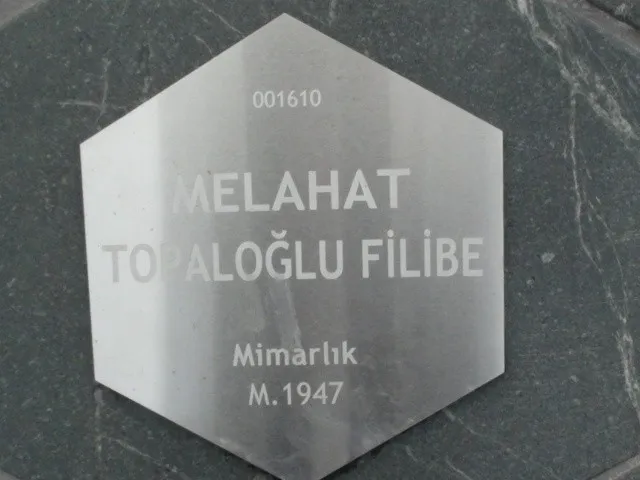 001610
MELAHAT
TOPALOĞLU FİLİBE
Mimarlık
M.1947